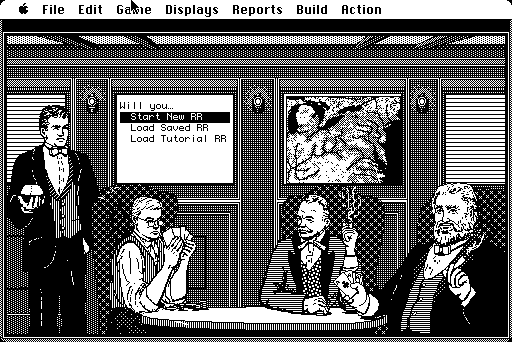 File Edit Game Displays Reports Build Action
Will you...
Start New RR
Load Saved RR
Load Tutorial RR